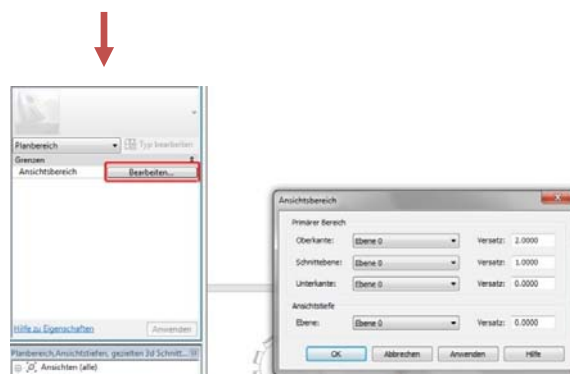 Planbereich
Typ bearbeiten
Grenzen
Ansichtsbereich
Bearbeiten...
Hilfe zu Eigenschaften
Anwenden
Planbereich,Ansichtstiefen, gezielten 3d Schnitt...
Ansichten (alle)
Ansichtsbereich
Primärer Bereich
Oberkante: Ebene 0 Versatz: 2.0000
Schnittebene: Ebene 0 Versatz: 1.0000
Unterkante: Ebene 0 Versatz: 0.0000
Ansichtstiefe
Ebene: Ebene 0 Versatz: 0.0000
OK Abbrechen Anwenden Hilfe